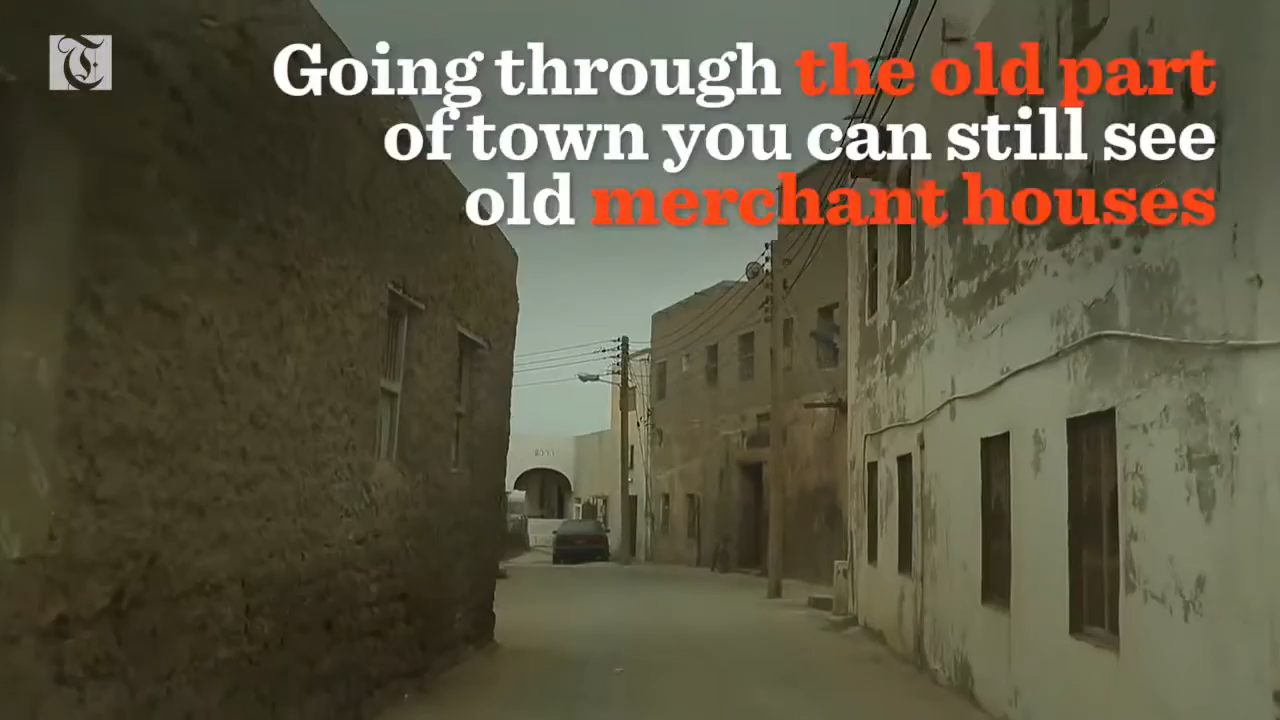 T
Going through the old part
of town you can still see
old merchant houses